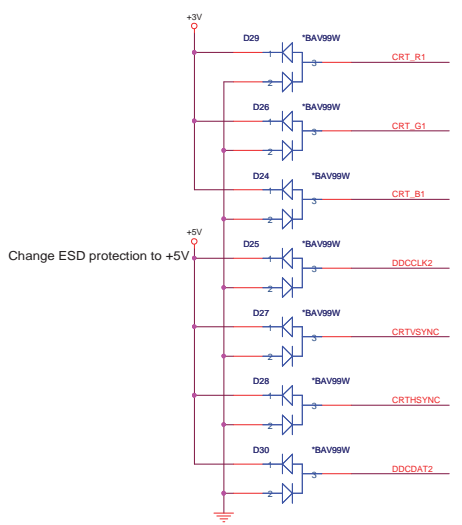 +3V
D29 *BAV99W
1 3 CRT_R1
2
D26 *BAV99W
1 3 CRT_G1
2
D24 *BAV99W
1 3 CRT_B1
2
+5V
Change ESD protection to +5V
D25 *BAV99W
1 3 DDCCLK2
2
D27 *BAV99W
1 3 CRTVSYNC
2
D28 *BAV99W
1 3 CRTHSYNC
2
D30 *BAV99W
1 3 DDCDAT2
2